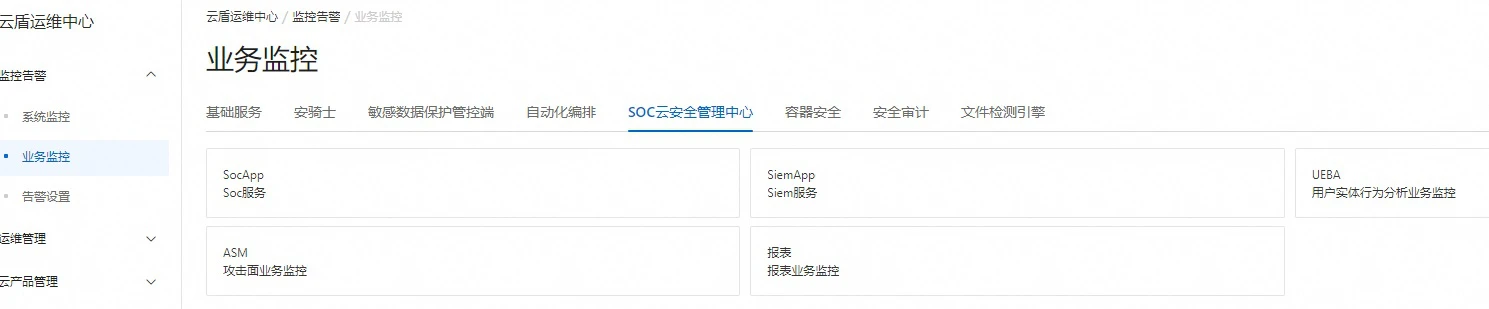 云盾运维中心
监控告警
系统监控
业务监控
告警设置
运维管理
云产品管理
云盾运维中心 / 监控告警 / 业务监控
业务监控
基础服务 安骑士 敏感数据保护管控端 自动化编排 SOC云安全管理中心 容器安全 安全审计 文件检测引擎
SocApp
Soc服务
SiemApp
Siem服务
UEBA
用户实体行为分析业务监控
ASM
攻击面业务监控
报表
报表业务监控